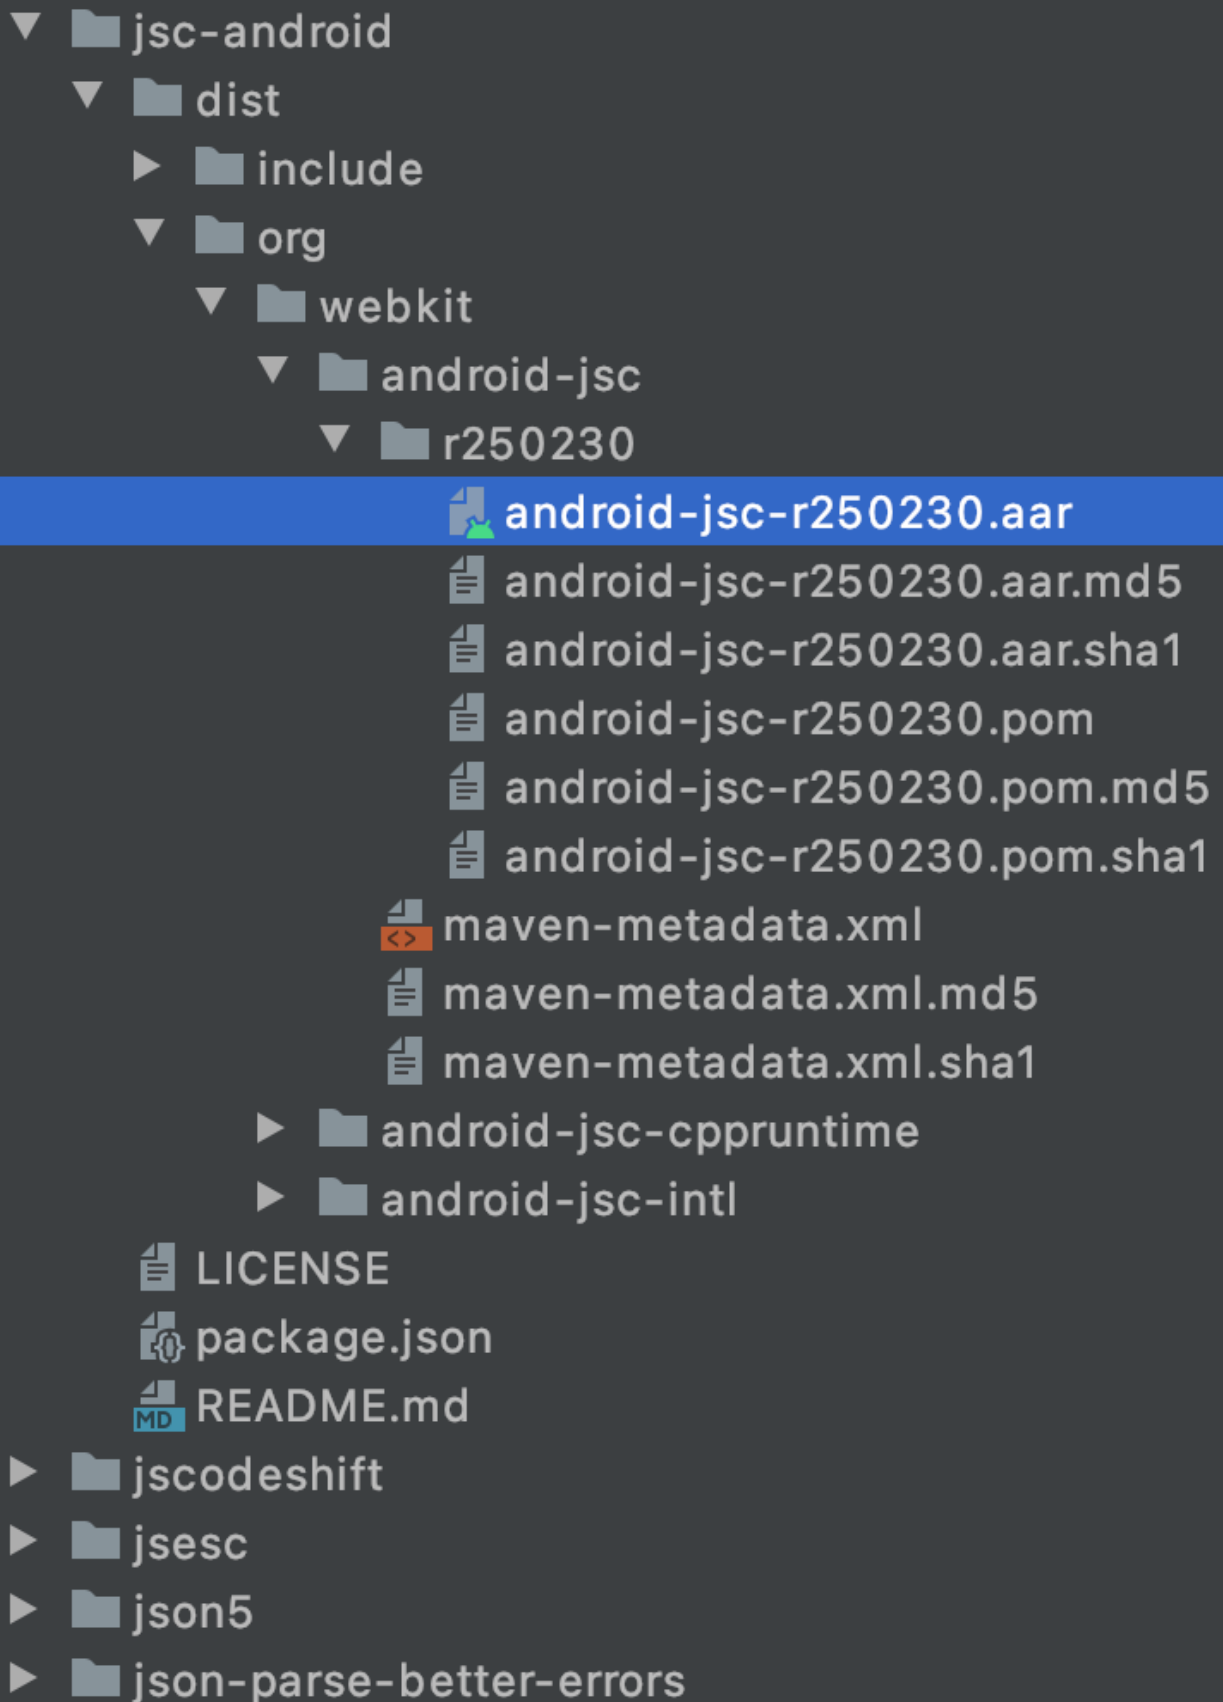 jsc-android
dist
include
org
webkit
android-jsc
r250230
android-jsc-r250230.aar
android-jsc-r250230.aar.md5
android-jsc-r250230.aar.sha1
android-jsc-r250230.pom
android-jsc-r250230.pom.md5
android-jsc-r250230.pom.sha1
<> maven-metadata.xml
maven-metadata.xml.md5
maven-metadata.xml.sha1
android-jsc-cppruntime
android-jsc-intl
LICENSE
{} package.json
MD README.md
jscodeshift
jsesc
json5
json-parse-better-errors